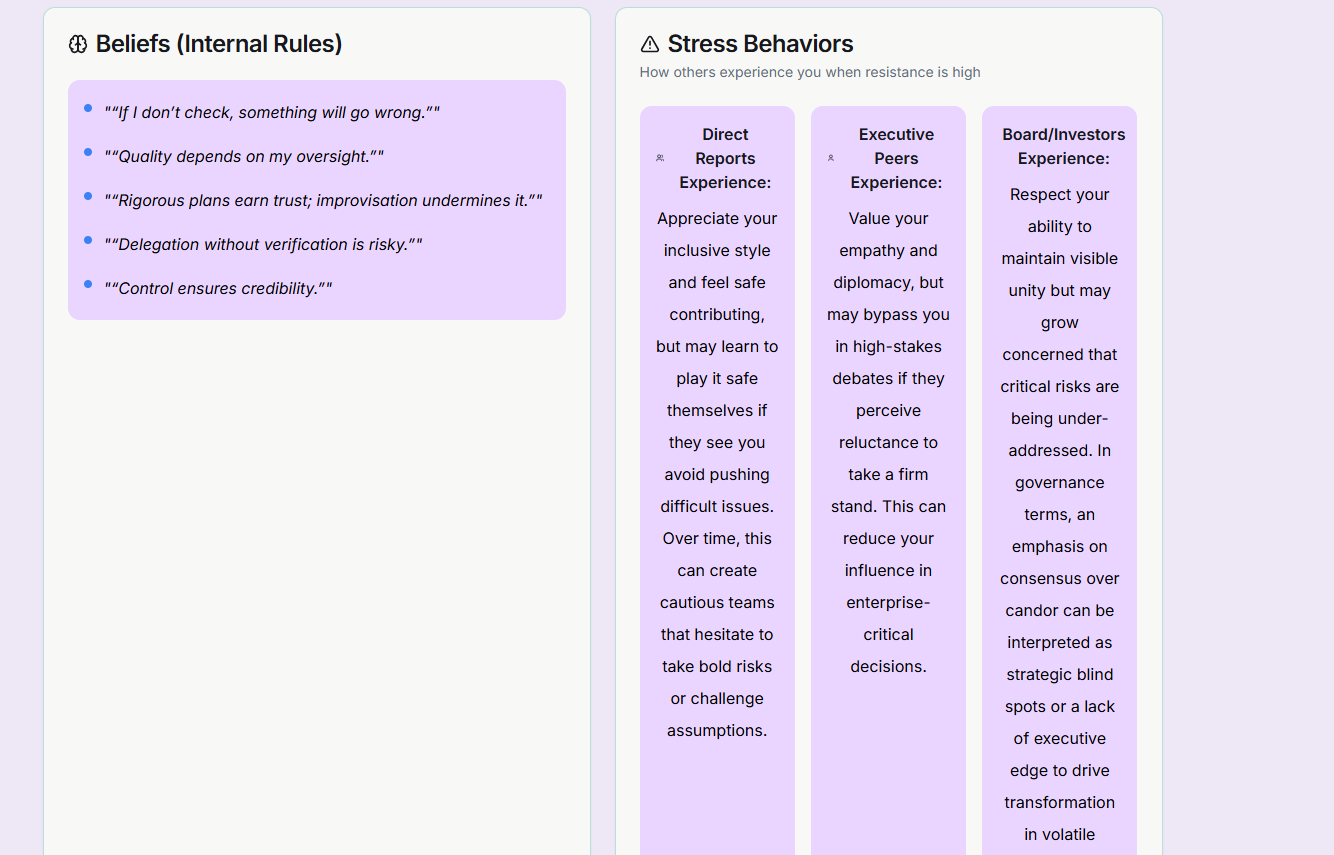 Beliefs (Internal Rules)
"“If I don’t check, something will go wrong.”"
"“Quality depends on my oversight.”"
"“Rigorous plans earn trust; improvisation undermines it.”"
"“Delegation without verification is risky.”"
"“Control ensures credibility.”"
Stress Behaviors
How others experience you when resistance is high
Direct
Reports
Experience:
Appreciate your
inclusive style
and feel safe
contributing,
but may learn to
play it safe
themselves if
they see you
avoid pushing
difficult issues.
Over time, this
can create
cautious teams
that hesitate to
take bold risks
or challenge
assumptions.
Executive
Peers
Experience:
Value your
empathy and
diplomacy, but
may bypass you
in high-stakes
debates if they
perceive
reluctance to
take a firm
stand. This can
reduce your
influence in
enterprise-
critical
decisions.
Board/Investors
Experience:
Respect your
ability to
maintain visible
unity but may
grow
concerned that
critical risks are
being under-
addressed. In
governance
terms, an
emphasis on
consensus over
candor can be
interpreted as
strategic blind
spots or a lack
of executive
edge to drive
transformation
in volatile